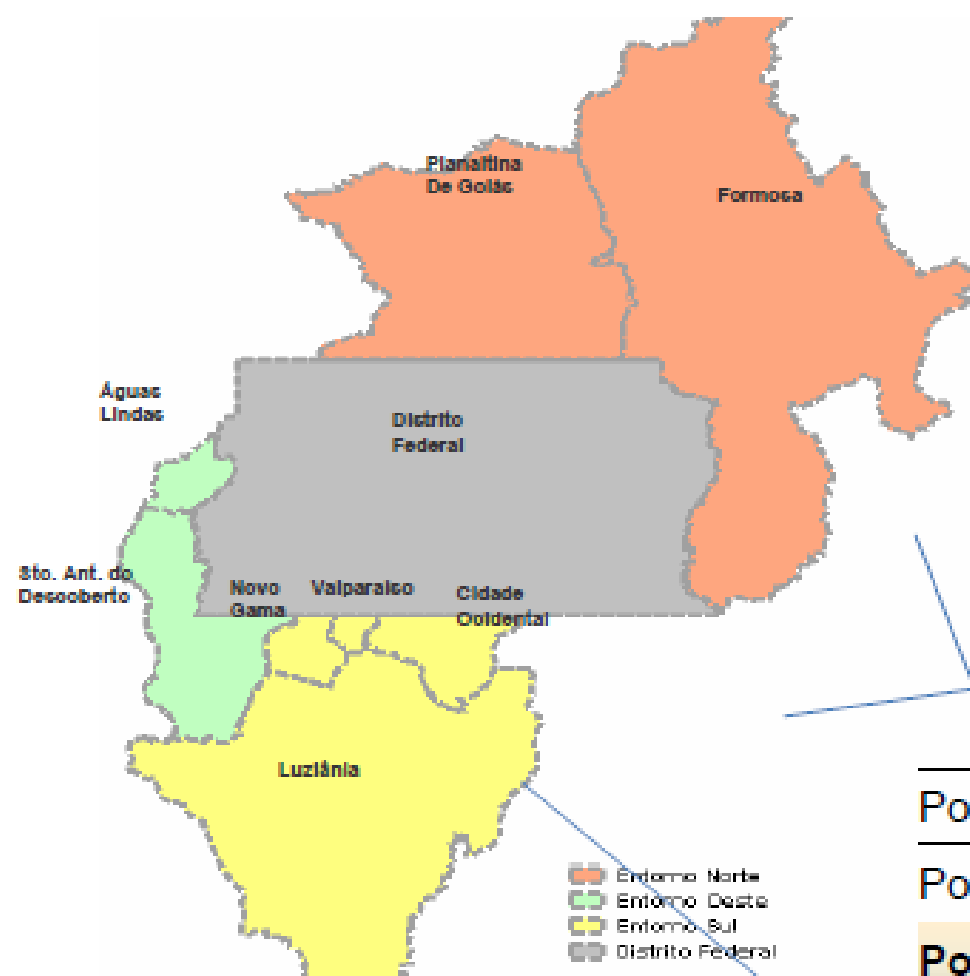 Planaltina
De Goiás
Formosa
Águas
Lindas
Distrito
Federal
Sto. Ant. do
Descoberto
Novo
Gama
Valparaiso
Cidade
Ocidental
Luziânia
Po
Po
Po
Entorno Norte
Entorno Oeste
Entorno Sul
Distrito Federal